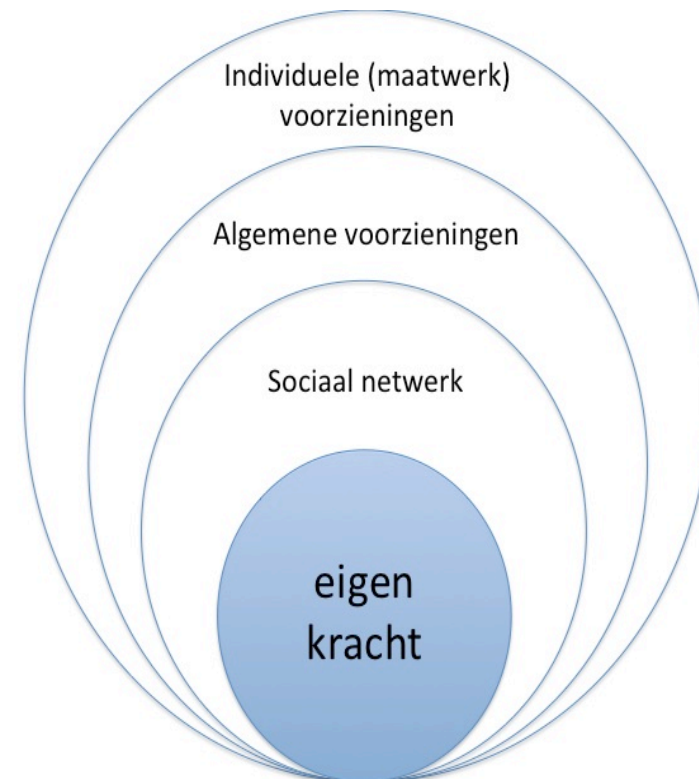 Individuele (maatwerk)
voorzieningen
Algemene voorzieningen
Sociaal netwerk
eigen
kracht